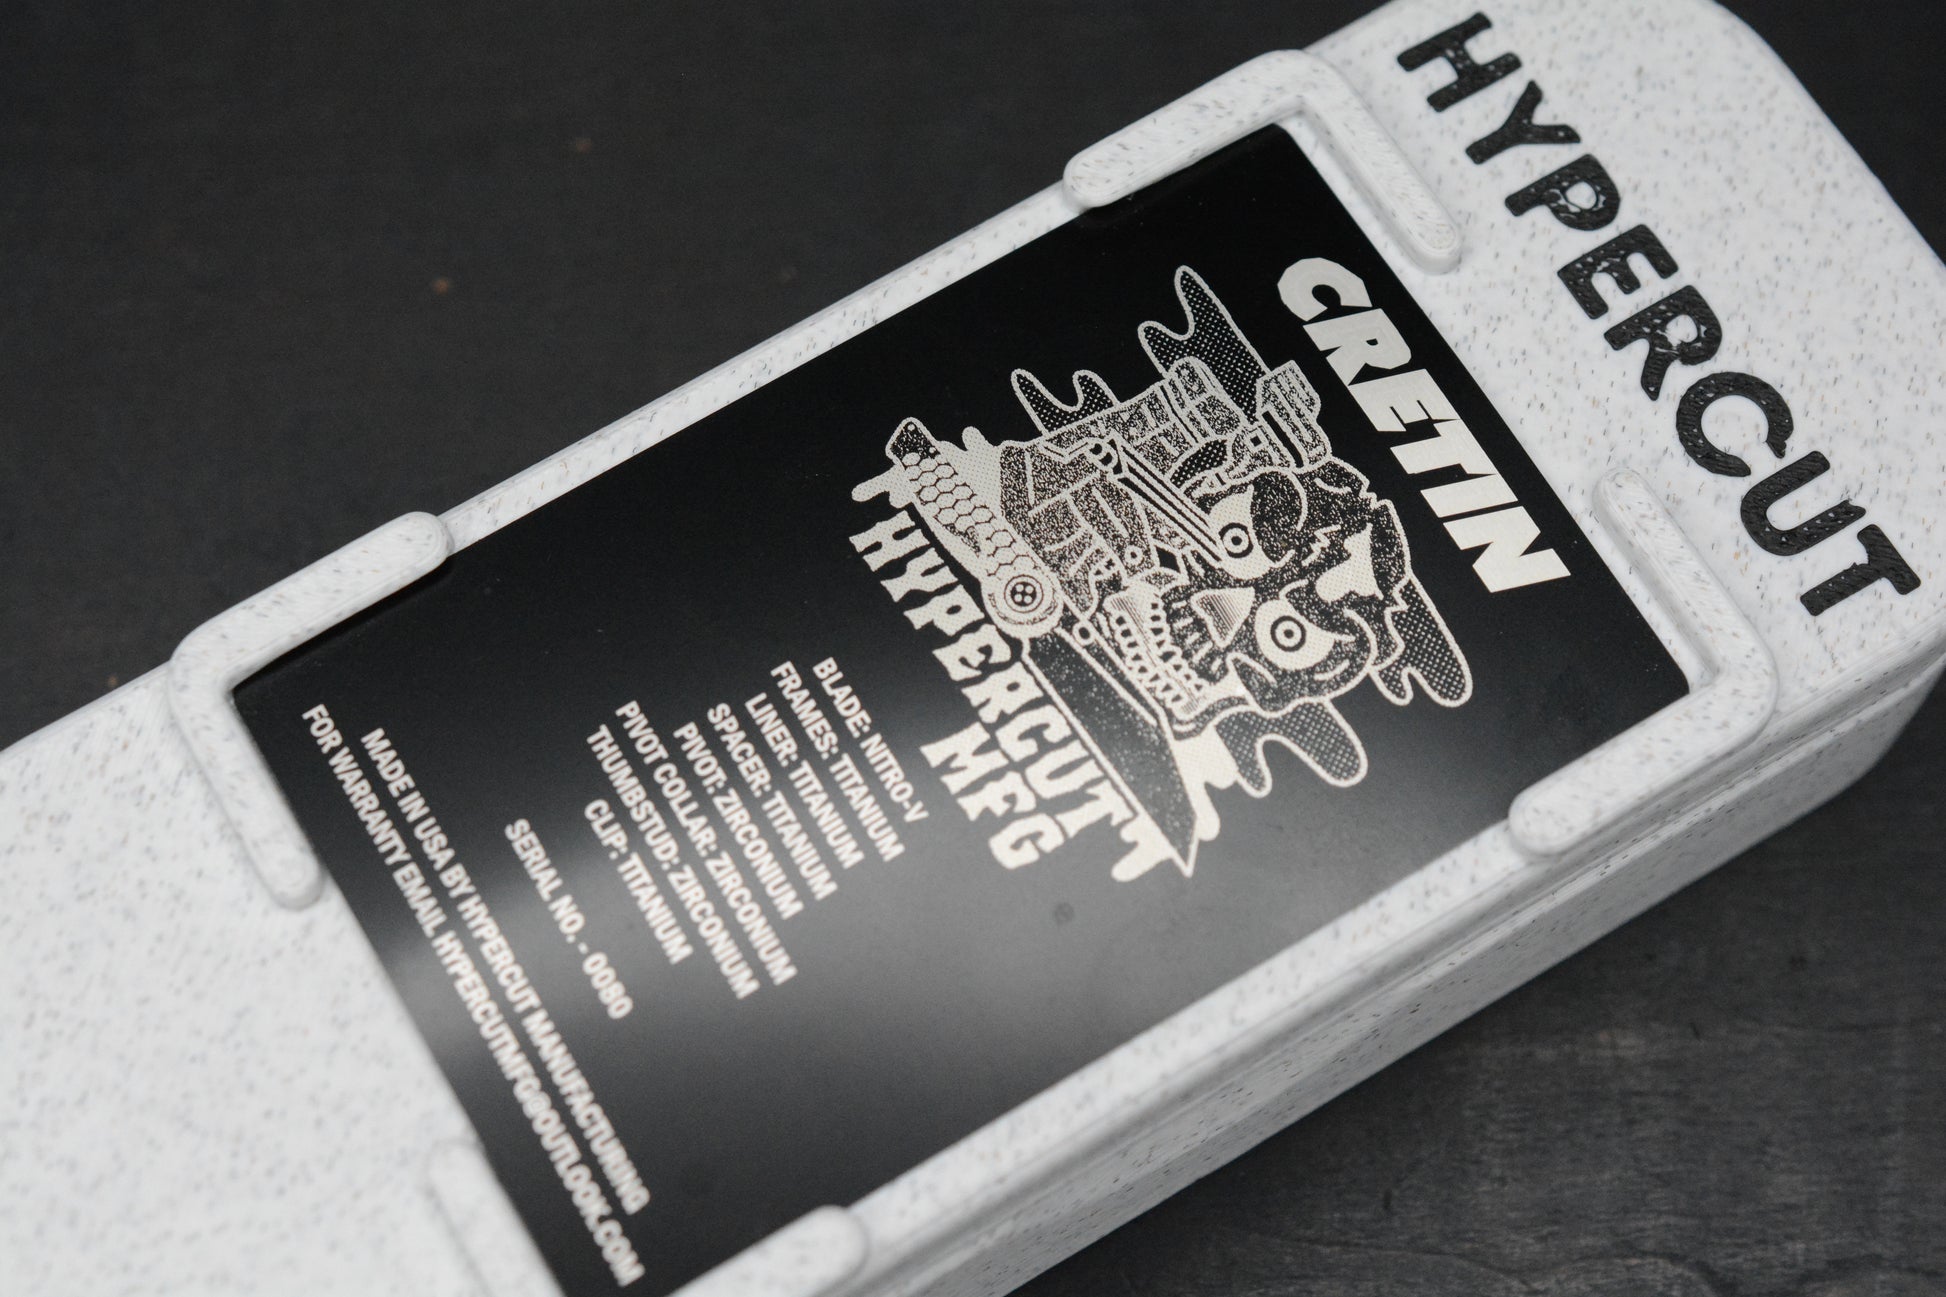 HYPERCUT
CRETIN
HYPERCUTT
MFG
BLADE: NITRO-V
FRAMES: TITANIUM
LINER: TITANIUM
SPACER: TITANIUM
PIVOT: ZIRCONIUM
PIVOT COLLAR: ZIRCONIUM
THUMBSTUD: ZIRCONIUM
CLIP: TITANIUM
SERIAL NO. - 0080
MADE IN USA BY HYPERCUT MANUFACTURING
FOR WARRANTY EMAIL HYPERCUTMFG@OUTLOOK.COM